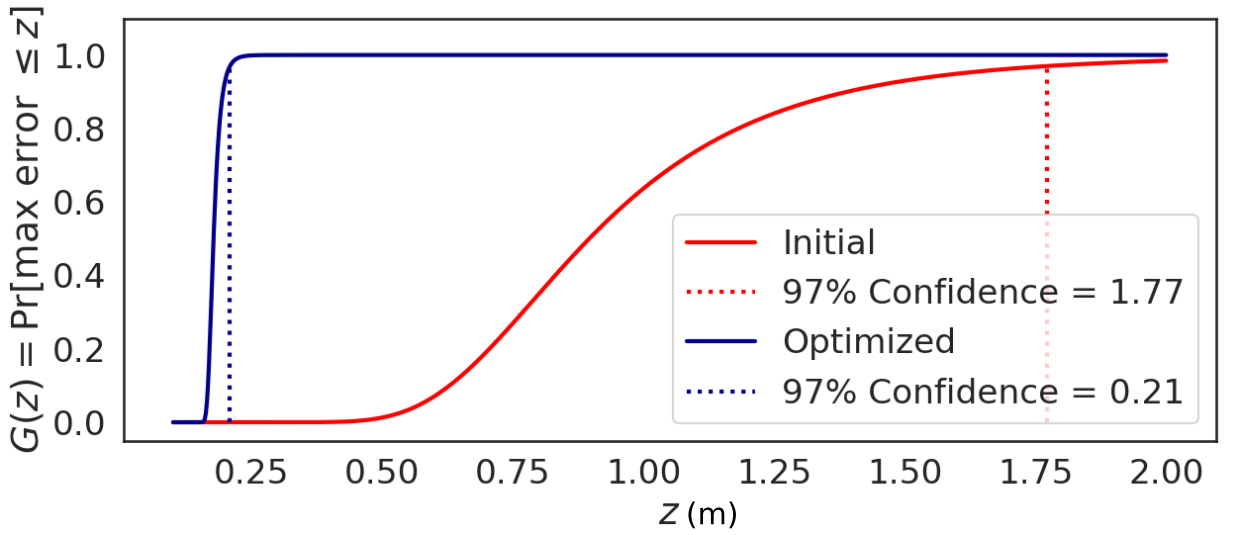 G(z) = Pr[max error ≤ z]
1.0
0.8
0.6
0.4
0.2
0.0
Initial
97% Confidence = 1.77
Optimized
97% Confidence = 0.21
0.25 0.50 0.75 1.00 1.25 1.50 1.75 2.00
z (m)